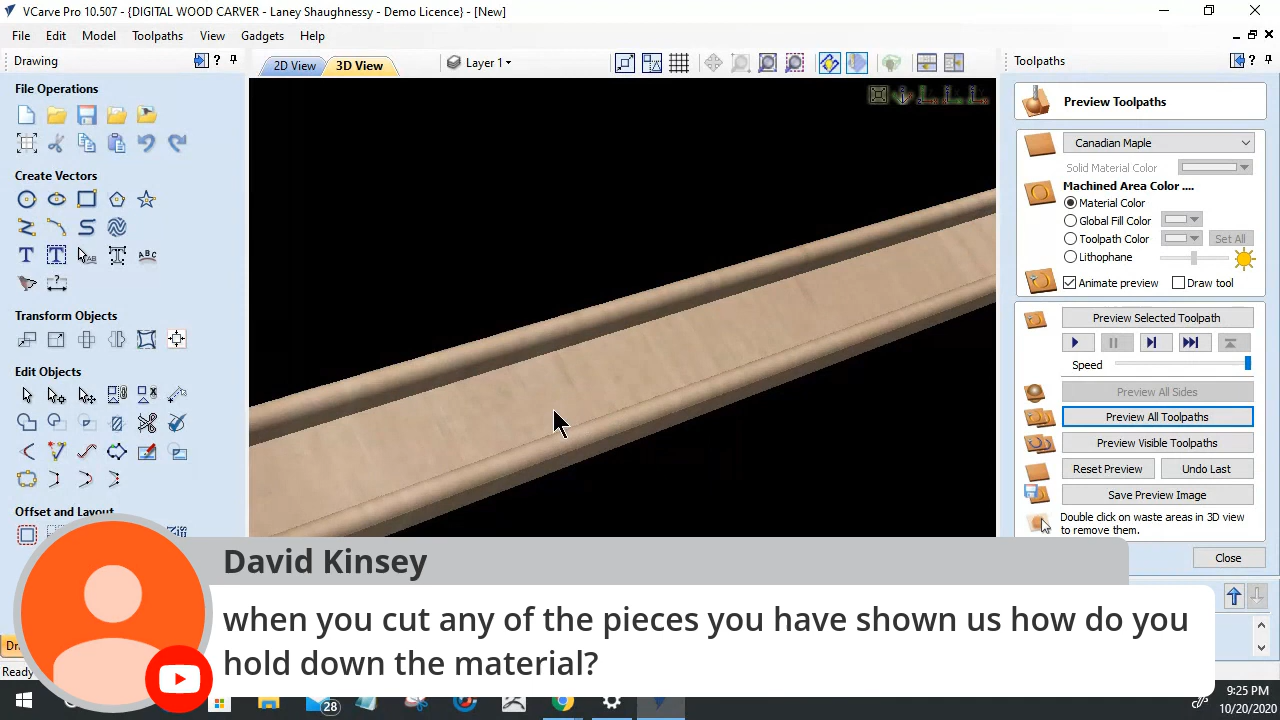 VCarve Pro 10.507 - {DIGITAL WOOD CARVER - Laney Shaughnessy - Demo Licence} - [New]
File Edit Model Toolpaths View Gadgets Help
Drawing
?
2D View
3D View
Layer 1
Toolpaths
?
File Operations
Create Vectors
Transform Objects
Edit Objects
Offset and Layout
Preview Toolpaths
Canadian Maple
Solid Material Color
Machined Area Color ....
Material Color
Global Fill Color
Toolpath Color
Set All
Lithophane
Animate preview
Draw tool
Preview Selected Toolpath
Speed
Preview All Sides
Preview All Toolpaths
Preview Visible Toolpaths
Reset Preview
Undo Last
Save Preview Image
Double click on waste areas in 3D view
to remove them.
Close
David Kinsey
when you cut any of the pieces you have shown us how do you
hold down the material?
Ready
28
9:25 PM
10/20/2020